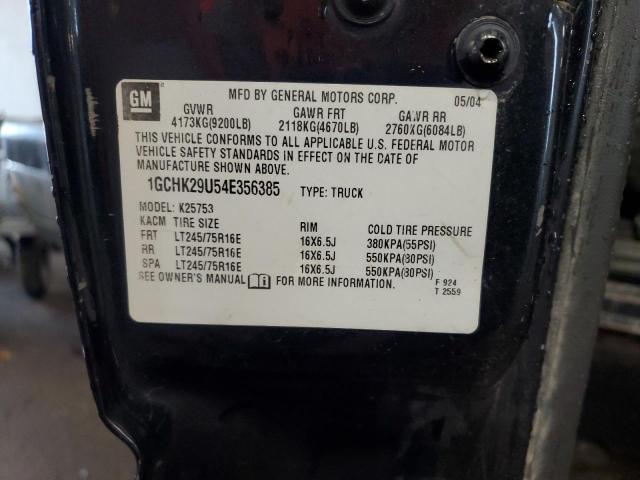 GM
MFD BY GENERAL MOTORS CORP. 05/04
GVWR GAWR FRT GAWR RR
4173KG(9200LB) 2118KG(4670LB) 2760XG(6084LB)
THIS VEHICLE CONFORMS TO ALL APPLICABLE U.S. FEDERAL MOTOR
VEHICLE SAFETY STANDARDS IN EFFECT ON THE DATE OF
MANUFACTURE SHOWN ABOVE.
1GCHK29U54E356385 TYPE: TRUCK
MODEL: K25753
KACM TIRE SIZE RIM COLD TIRE PRESSURE
FRT LT245/75R16E 16X6.5J 380KPA(55PSI)
RR LT245/75R16E 16X6.5J 550KPA(80PSI)
SPA LT245/75R16E 16X6.5J 550KPA(80PSI)
SEE OWNER'S MANUAL FOR MORE INFORMATION.
F 924
T 2559